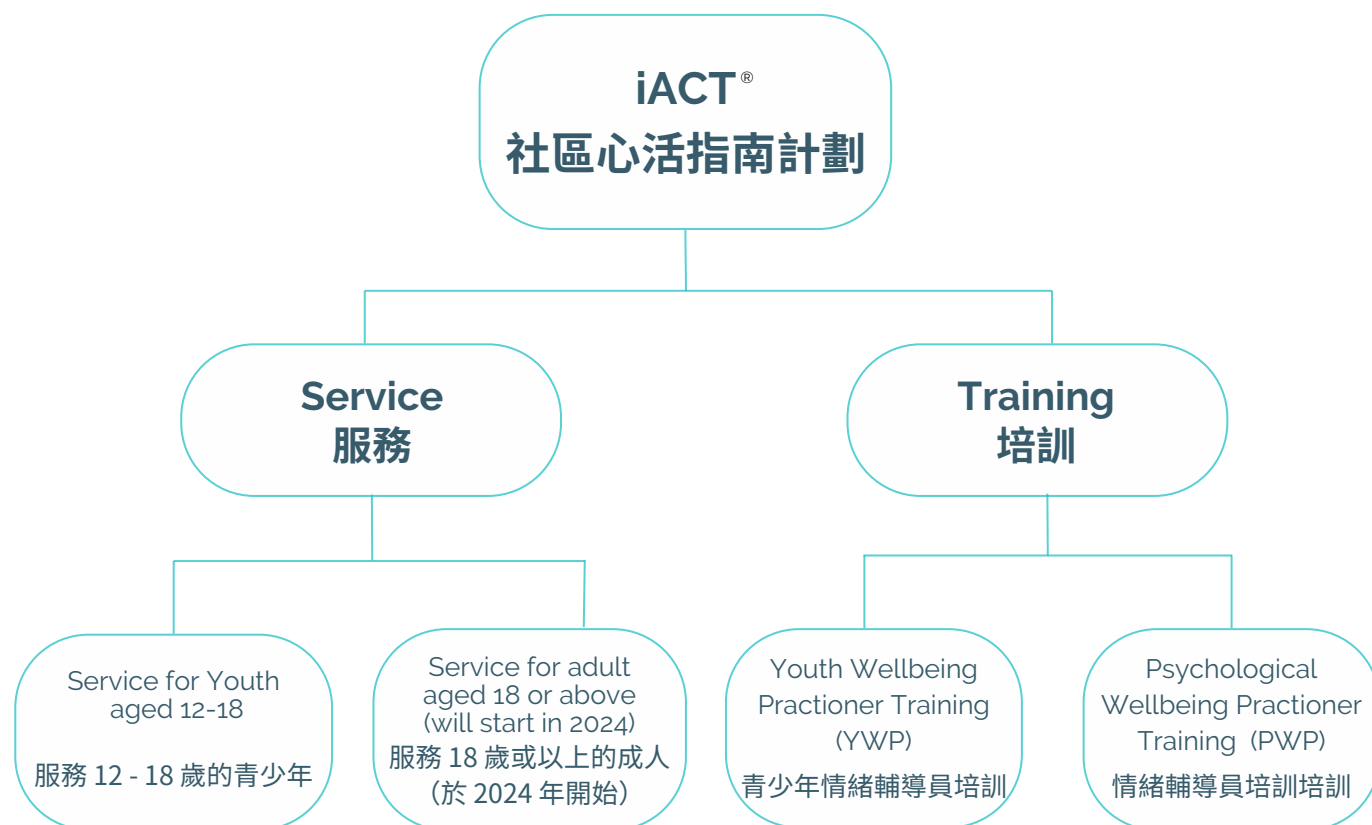 iACT®
社區心活指南計劃
Service
服務
Training
培訓
Service for Youth
aged 12-18
服務 12 - 18 歲的青少年
Service for adult
aged 18 or above
(will start in 2024)
服務 18 歲或以上的成人
（於 2024 年開始）
Youth Wellbeing
Practioner Training
(YWP)
青少年情緒輔導員培訓
Psychological
Wellbeing Practioner
Training (PWP)
情緒輔導員培訓培訓